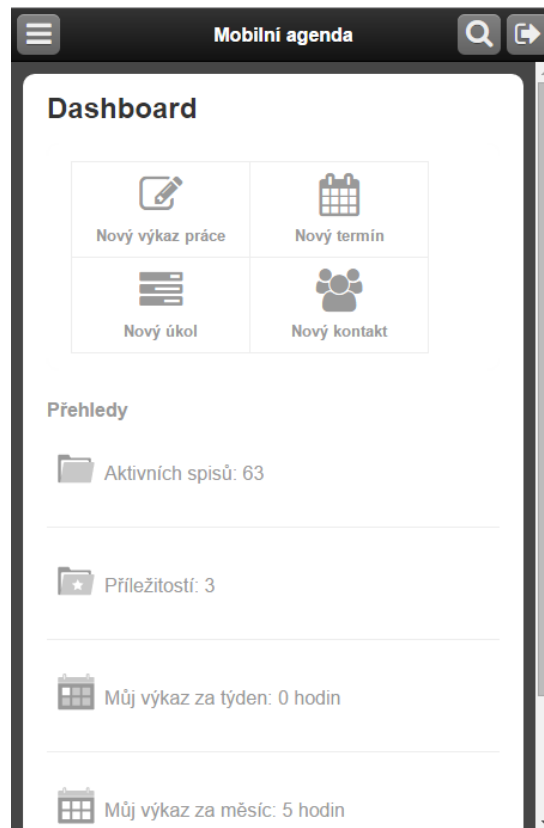 Mobilní agenda
Dashboard
Nový výkaz práce
Nový termín
Nový úkol
Nový kontakt
Přehledy
Aktivních spisů: 63
Příležitostí: 3
Můj výkaz za týden: 0 hodin
Můj výkaz za měsíc: 5 hodin